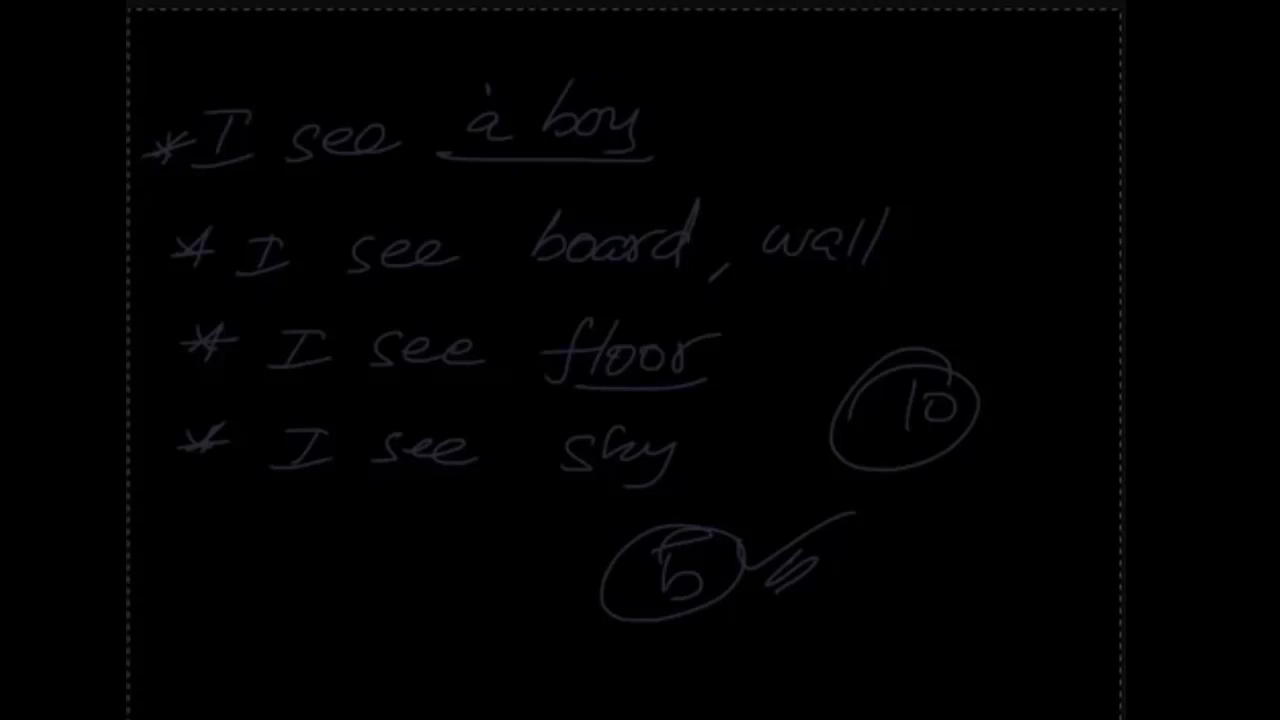 * I see a boy
* I see board, wall
* I see floor
* I see sky
10
5